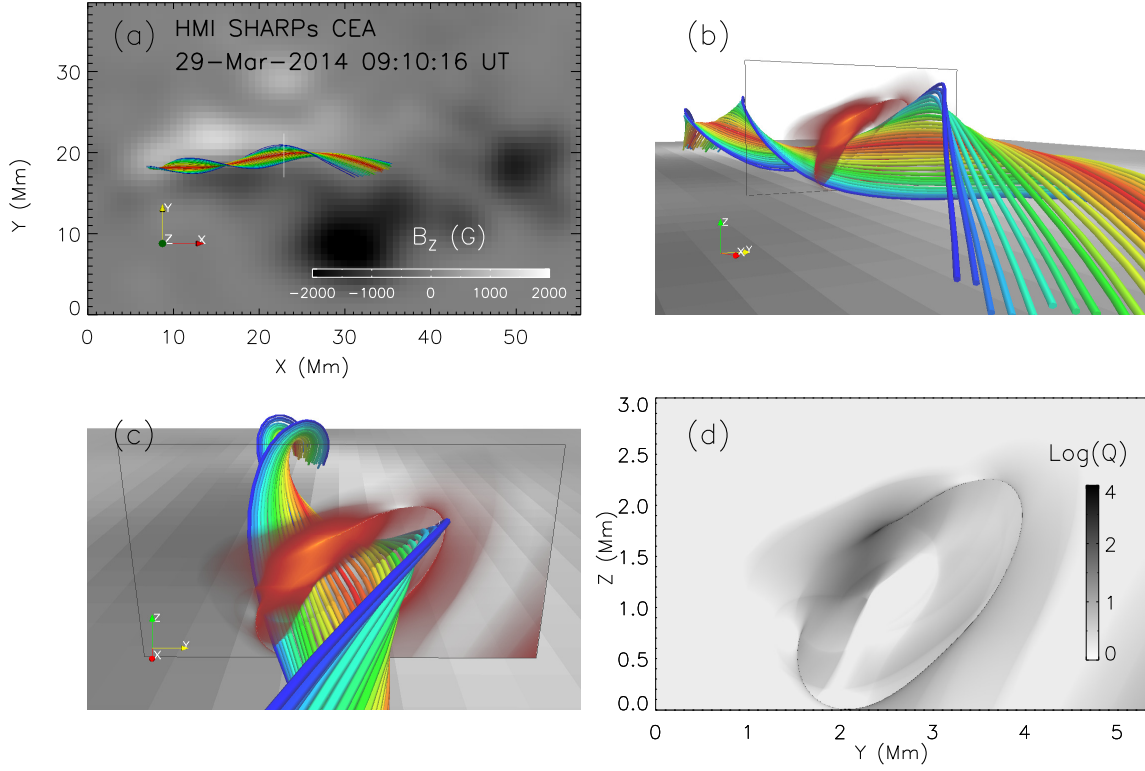 (a)
HMI SHARPs CEA
29-Mar-2014 09:10:16 UT
30
20
10
0
Y (Mm)
Y
Z
X
B_Z (G)
-2000 -1000 0 1000 2000
0 10 20 30 40 50
X (Mm)
(b)
Z
X Y
(c)
Z
Y
X
(d)
3.0
2.5
2.0
1.5
1.0
0.5
0.0
Z (Mm)
Log(Q)
4
2
1
0
0 1 2 3 4 5
Y (Mm)